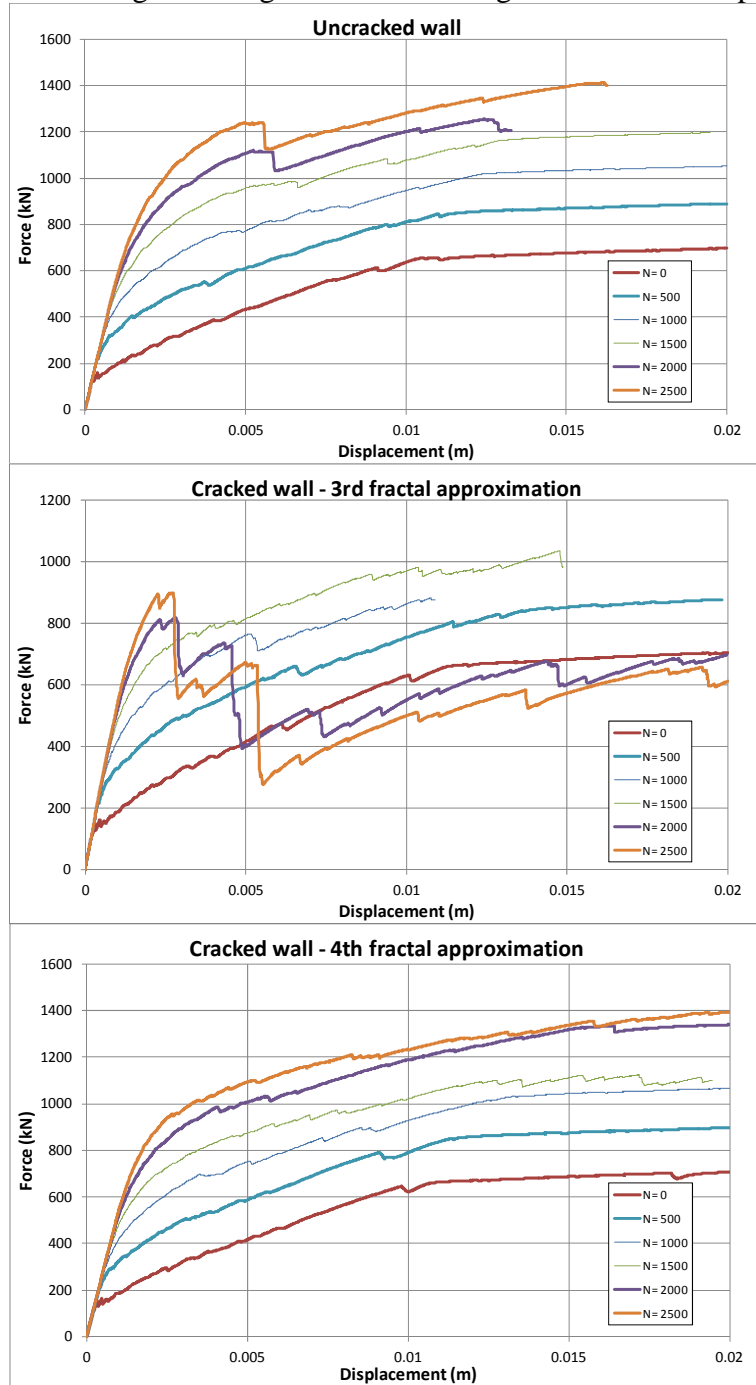 Uncracked wall
1600
1400
1200
1000
800
600
400
200
0
Force (kN)
0 0.005 0.01 0.015 0.02
Displacement (m)
N= 0
N= 500
N= 1000
N= 1500
N= 2000
N= 2500
Cracked wall - 3rd fractal approximation
1200
1000
800
600
400
200
0
Force (kN)
0 0.005 0.01 0.015 0.02
Displacement (m)
N= 0
N= 500
N= 1000
N= 1500
N= 2000
N= 2500
Cracked wall - 4th fractal approximation
1600
1400
1200
1000
800
600
400
200
0
Force (kN)
0 0.005 0.01 0.015 0.02
Displacement (m)
N= 0
N= 500
N= 1000
N= 1500
N= 2000
N= 2500